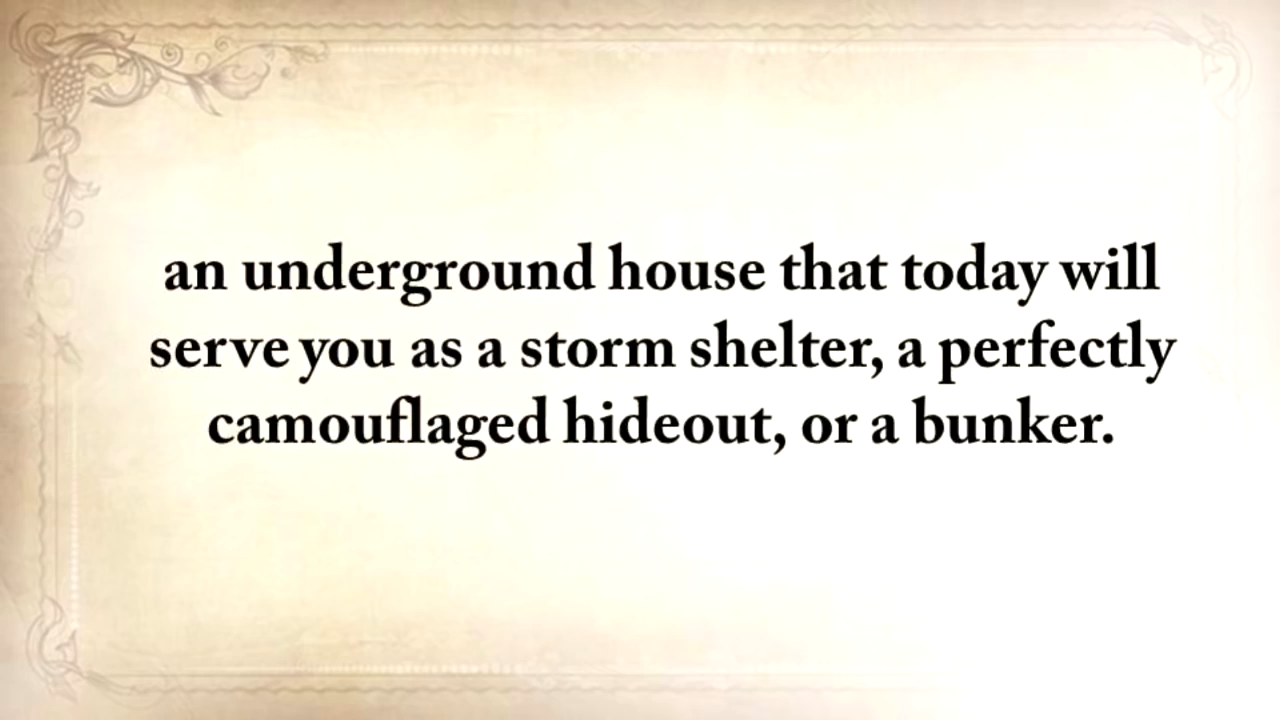 an underground house that today will
serve you as a storm shelter, a perfectly
camouflaged hideout, or a bunker.